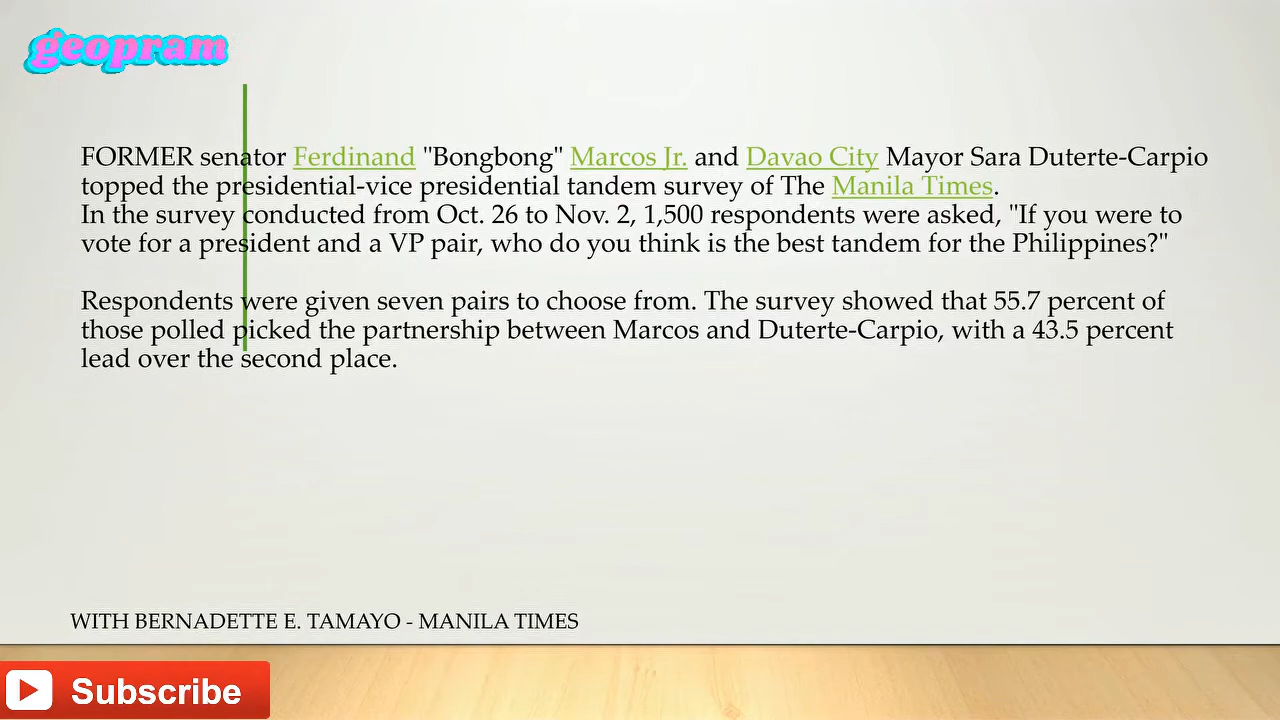 geopram
FORMER senator Ferdinand "Bongbong" Marcos Jr. and Davao City Mayor Sara Duterte-Carpio
topped the presidential-vice presidential tandem survey of The Manila Times.
In the survey conducted from Oct. 26 to Nov. 2, 1,500 respondents were asked, "If you were to
vote for a president and a VP pair, who do you think is the best tandem for the Philippines?"
Respondents were given seven pairs to choose from. The survey showed that 55.7 percent of
those polled picked the partnership between Marcos and Duterte-Carpio, with a 43.5 percent
lead over the second place.
WITH BERNADETTE E. TAMAYO - MANILA TIMES
Subscribe